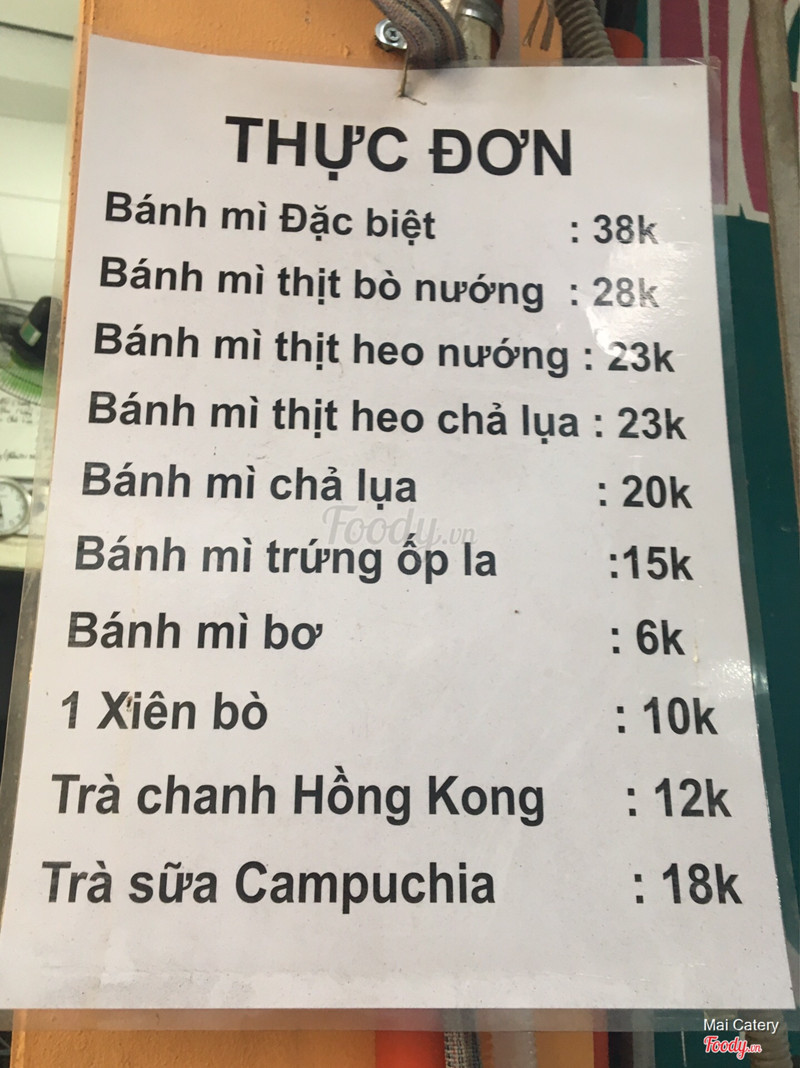 THỰC ĐƠN
Bánh mì Đặc biệt : 38k
Bánh mì thịt bò nướng : 28k
Bánh mì thịt heo nướng : 23k
Bánh mì thịt heo chả lụa : 23k
Bánh mì chả lụa : 20k
Foody.vn
Bánh mì trứng ốp la :15k
Bánh mì bơ : 6k
1 Xiên bò : 10k
Trà chanh Hồng Kong : 12k
Trà sữa Campuchia : 18k
Mai Catery
Foody.vn